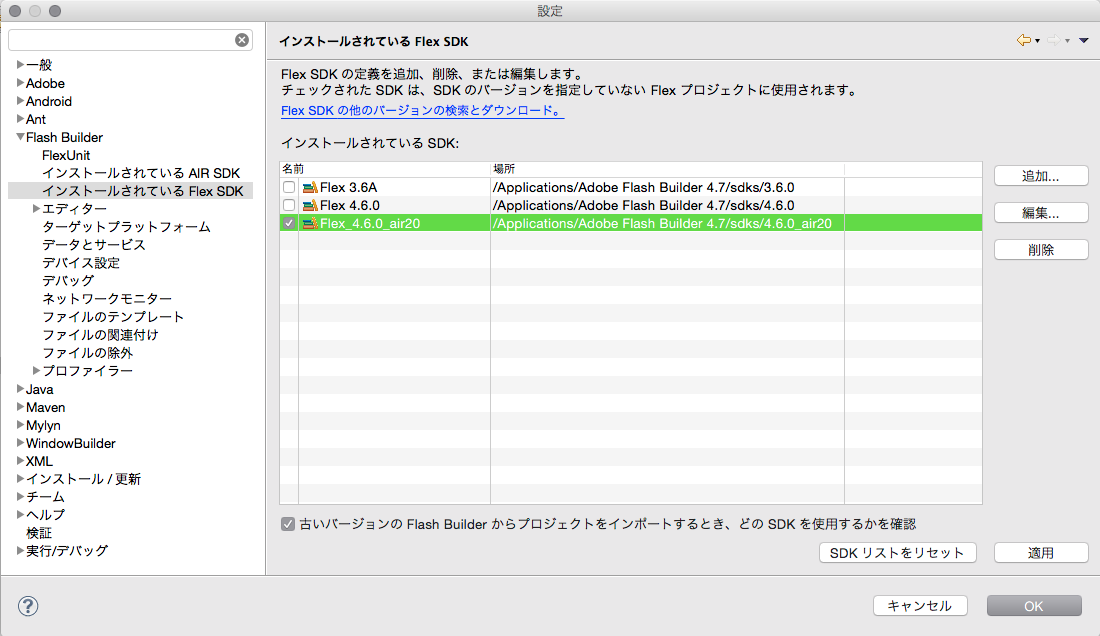 設定
インストールされている Flex SDK
Flex SDK の定義を追加、削除、または編集します。
チェックされた SDK は、SDK のバージョンを指定していない Flex プロジェクトに使用されます。
Flex SDK の他のバージョンの検索とダウンロード。
インストールされている SDK:
名前 場所
Flex 3.6A /Applications/Adobe Flash Builder 4.7/sdks/3.6.0
Flex 4.6.0 /Applications/Adobe Flash Builder 4.7/sdks/4.6.0
Flex_4.6.0_air20 /Applications/Adobe Flash Builder 4.7/sdks/4.6.0_air20
追加...
編集...
削除
古いバージョンの Flash Builder からプロジェクトをインポートするとき、どの SDK を使用するかを確認
SDK リストをリセット
適用
一般
Adobe
Android
Ant
Flash Builder
FlexUnit
インストールされている AIR SDK
インストールされている Flex SDK
エディター
ターゲットプラットフォーム
データとサービス
デバイス設定
デバッグ
ネットワークモニター
ファイルのテンプレート
ファイルの関連付け
ファイルの除外
プロファイラー
Java
Maven
Mylyn
WindowBuilder
XML
インストール / 更新
チーム
ヘルプ
検証
実行/デバッグ
?
キャンセル
OK